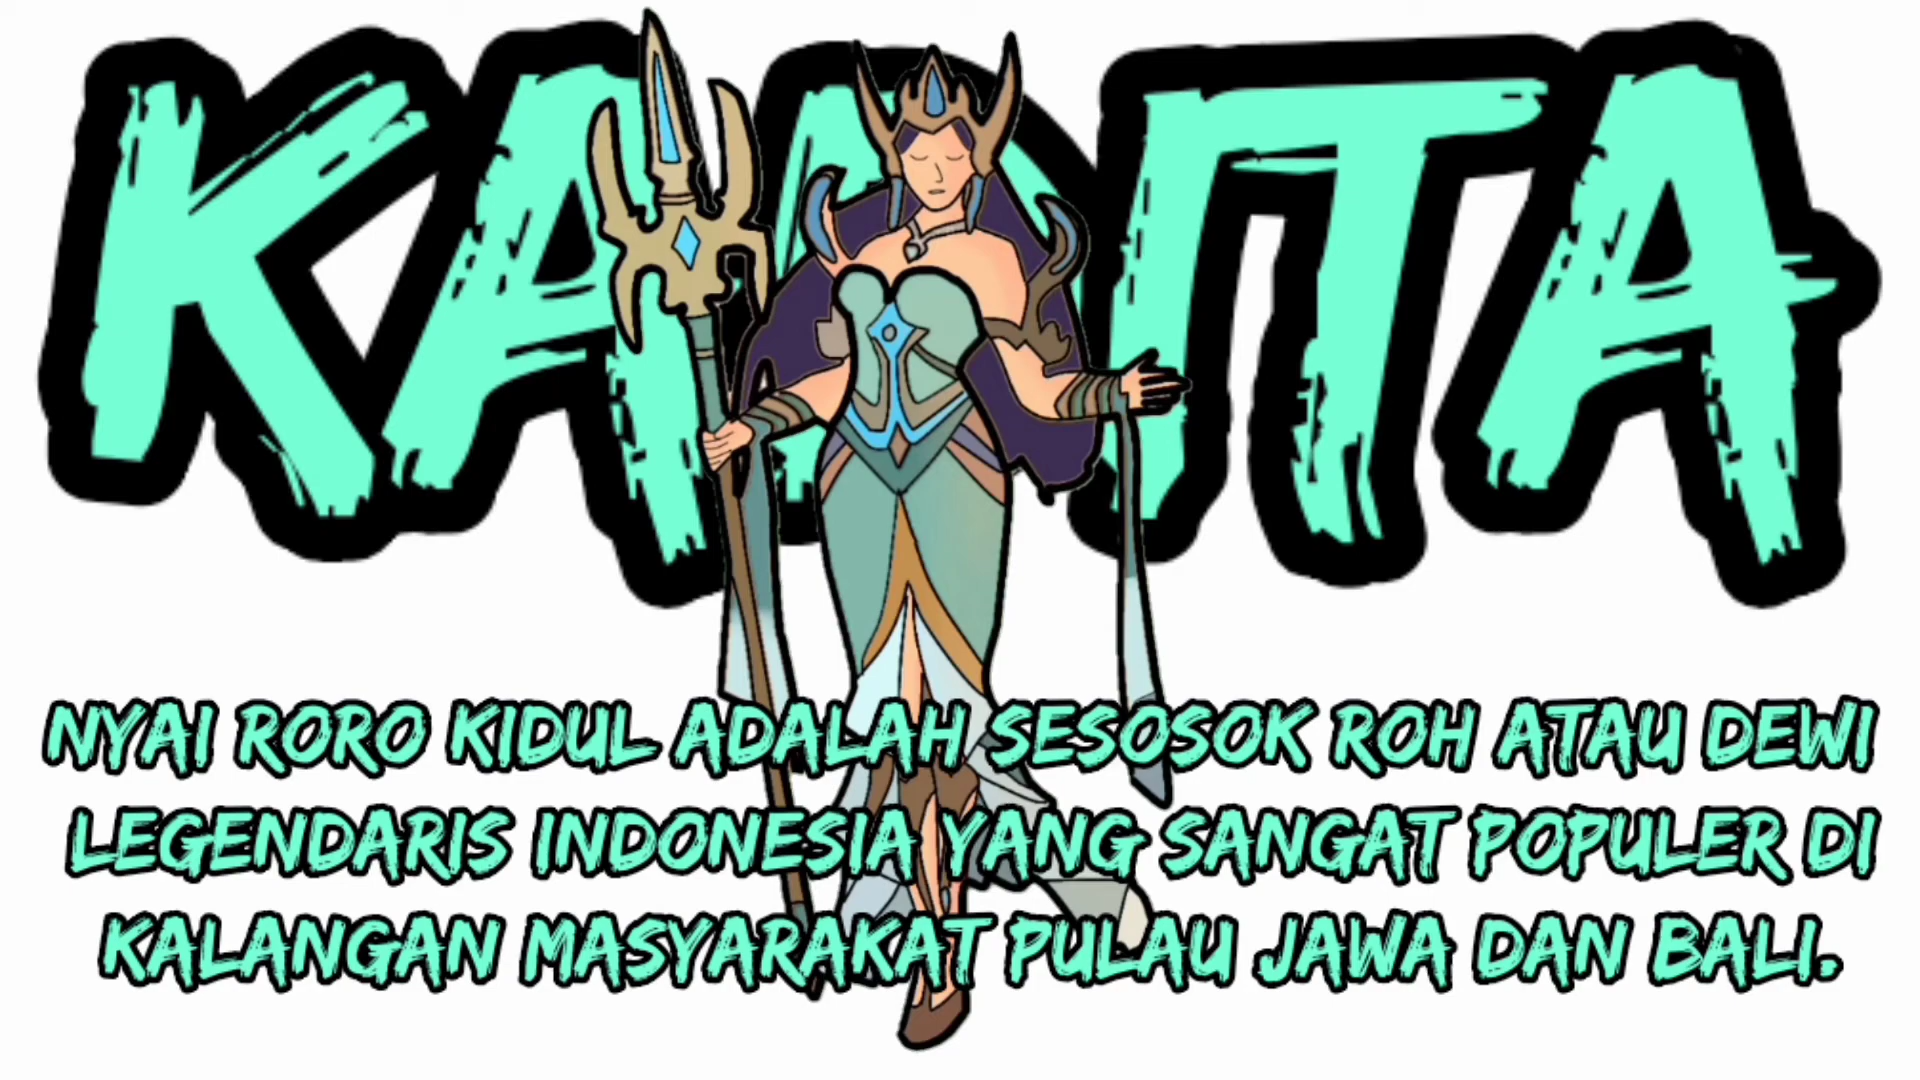 KADITA
NYAI RORO KIDUL ADALAH SESOSOK ROH ATAU DEWI
LEGENDARIS INDONESIA YANG SANGAT POPULER DI
KALANGAN MASYARAKAT PULAU JAWA DAN BALI.